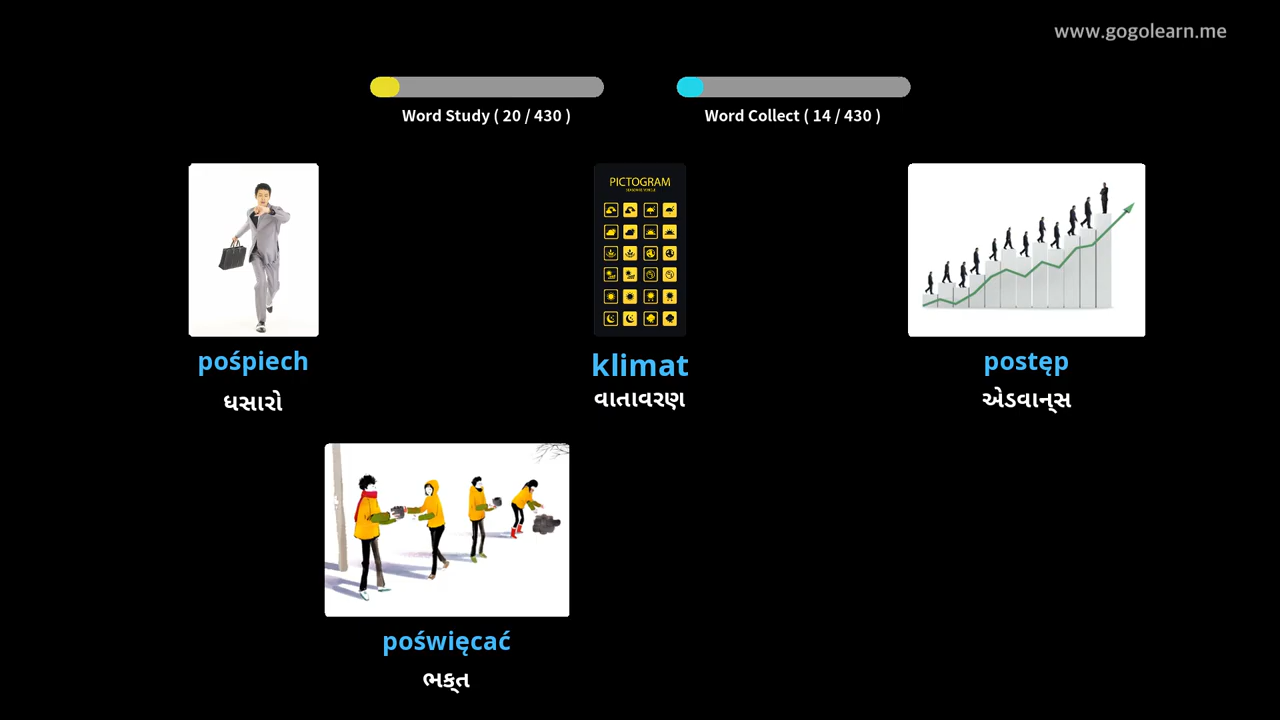 www.gogolearn.me
Word Study ( 20 / 430 )
Word Collect ( 14 / 430 )
PICTOGRAM
pośpiech
klimat
postęp
ધસારો
વાતાવરણ
એડવાન્સ
poświęcać
ભક્ત